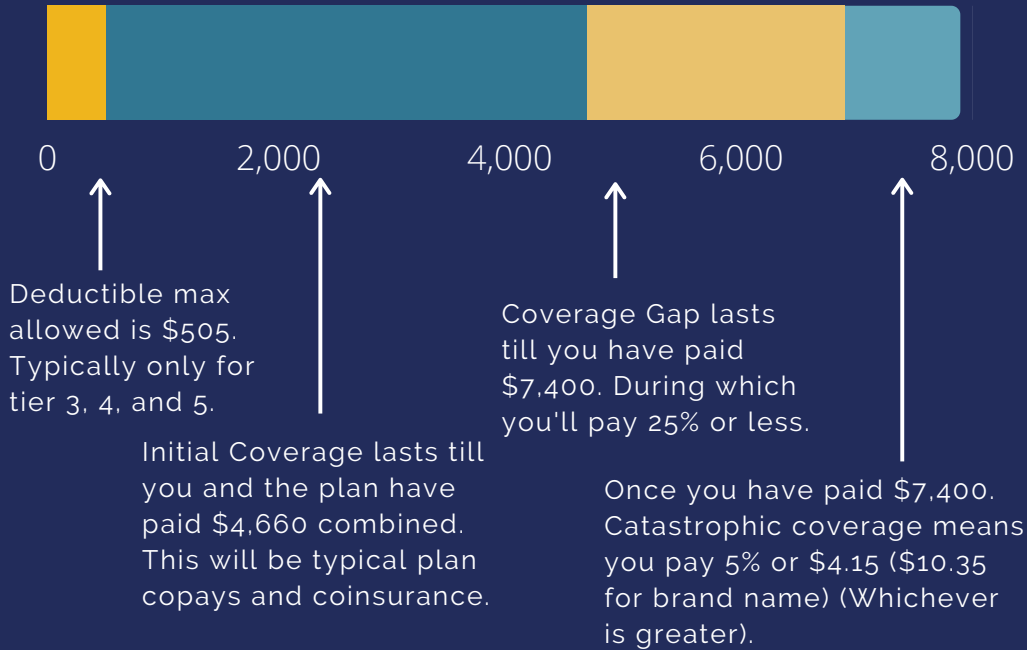 0 2,000 4,000 6,000 8,000
Deductible max
allowed is $505.
Typically only for
tier 3, 4, and 5.
Initial Coverage lasts till
you and the plan have
paid $4,660 combined.
This will be typical plan
copays and coinsurance.
Coverage Gap lasts
till you have paid
$7,400. During which
you'll pay 25% or less.
Once you have paid $7,400.
Catastrophic coverage means
you pay 5% or $4.15 ($10.35
for brand name) (Whichever
is greater).